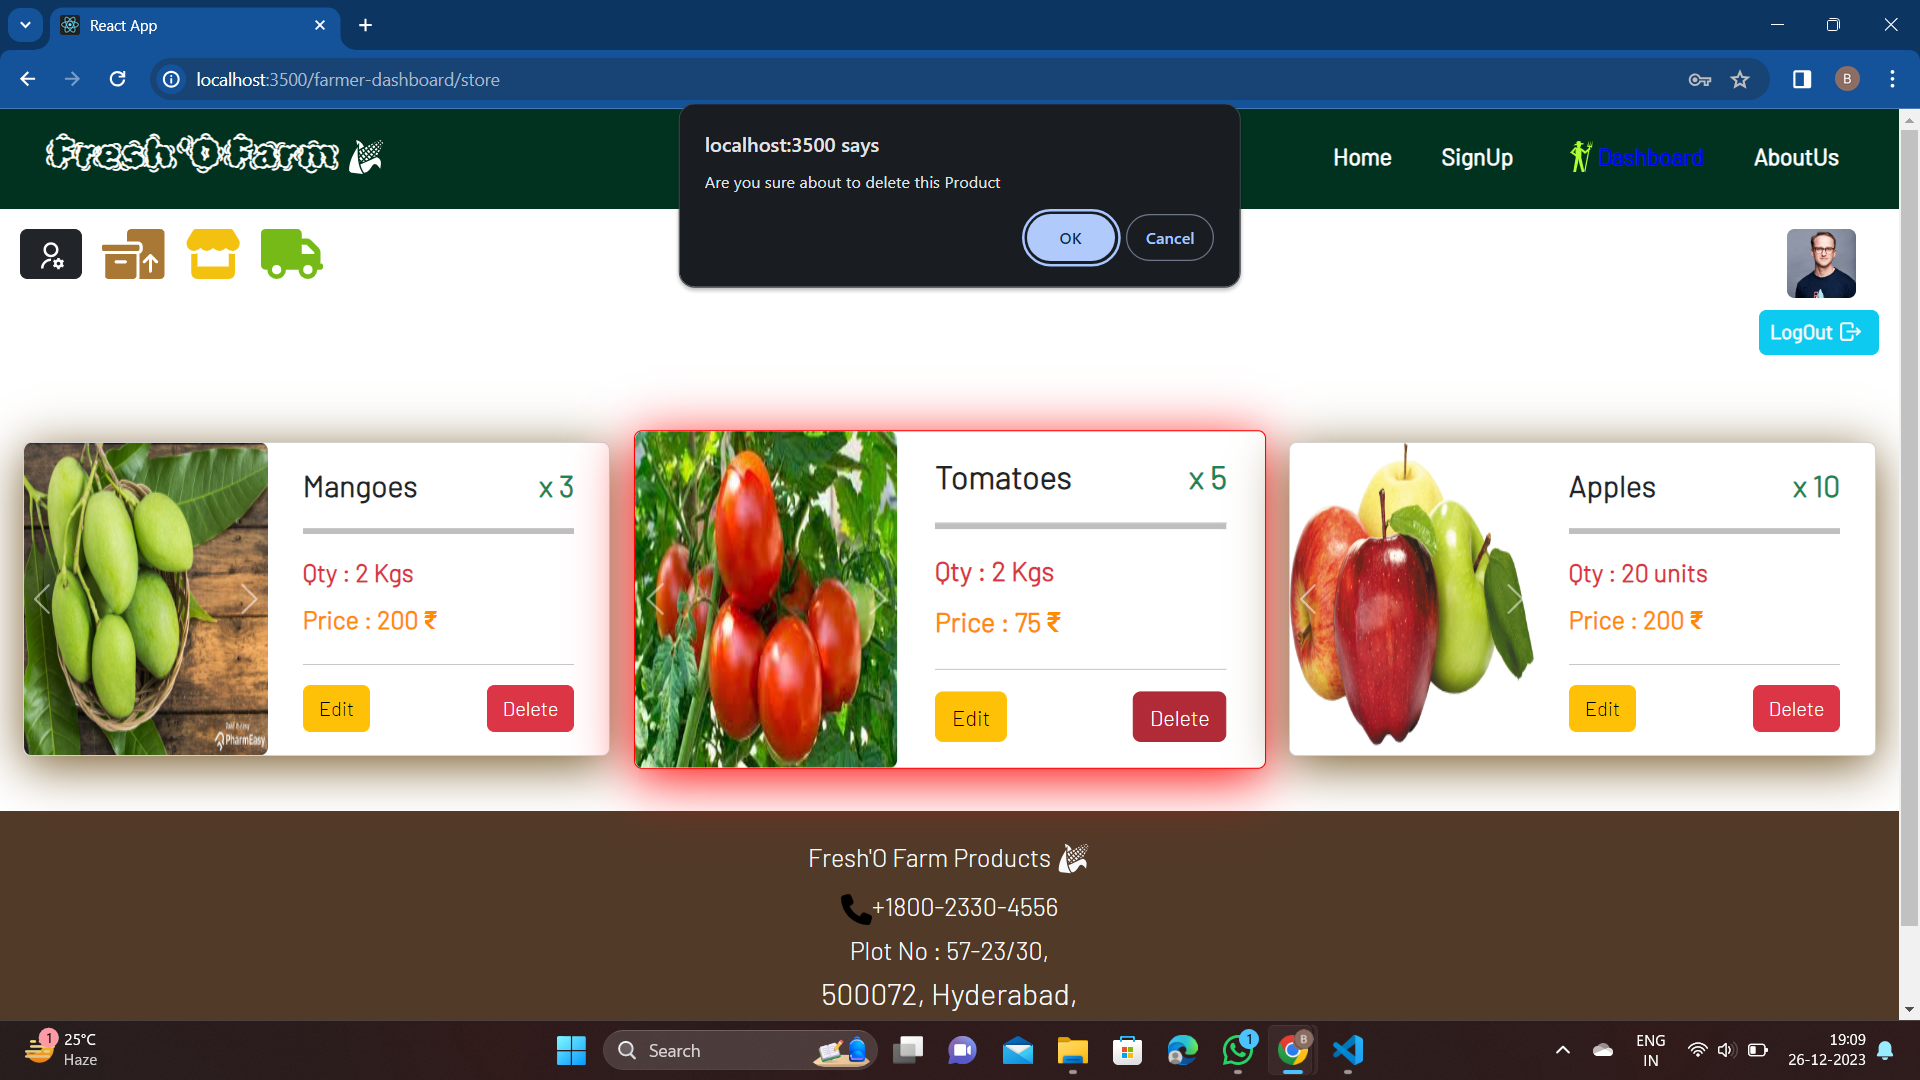 React App
localhost:3500/farmer-dashboard/store
B
Fresh'O Farm
Home SignUp Dashboard AboutUs
localhost:3500 says
Are you sure about to delete this Product
OK Cancel
LogOut
Mangoes x 3
Qty : 2 Kgs
Price : 200 ₹
Edit Delete
PharmEasy
Tomatoes x 5
Qty : 2 Kgs
Price : 75 ₹
Edit Delete
Apples x 10
Qty : 20 units
Price : 200 ₹
Edit Delete
Fresh'O Farm Products
+1800-2330-4556
Plot No : 57-23/30,
500072, Hyderabad,
1
25°C
Haze
Search
1
B
ENG
IN
19:09
26-12-2023